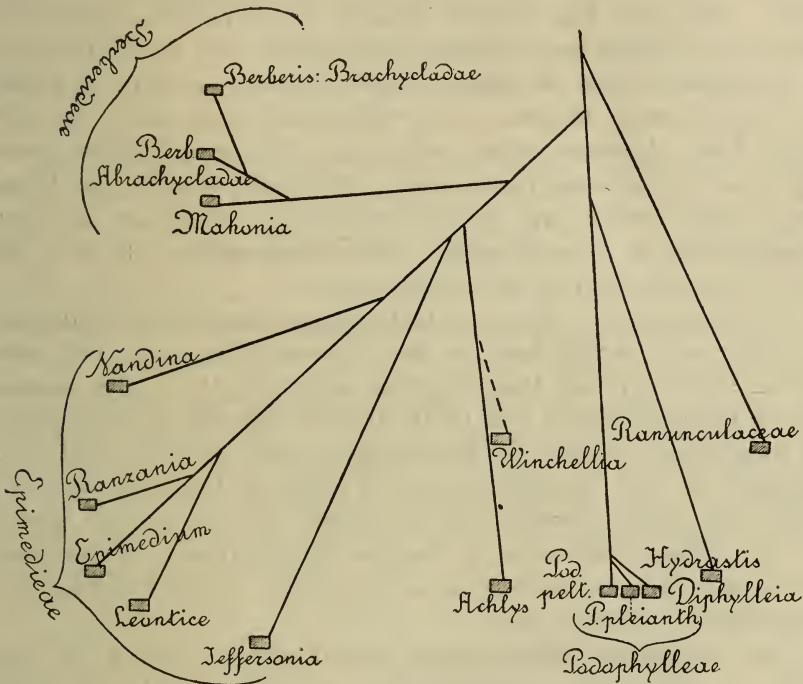 Berberideae
Berberis: Brachycladae
Berb
Abrachycladae
Mahonia
Nandina
Ranzania
Epimedium
Leontice
Jeffersonia
Epimedieae
Winchellia
Achlys
Ranunculaceae
Hydrastis
Pod.
pelt.
P.pleianth
Diphylleia
Podophylleae